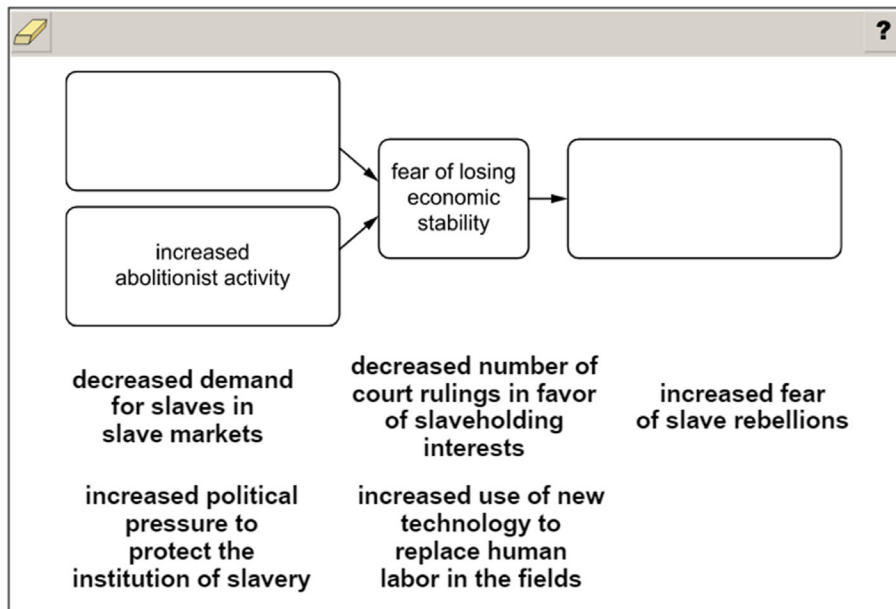 ?
fear of losing
economic
stability
increased
abolitionist activity
decreased demand
for slaves in
slave markets
decreased number of
court rulings in favor
of slaveholding
interests
increased fear
of slave rebellions
increased political
pressure to
protect the
institution of slavery
increased use of new
technology to
replace human
labor in the fields